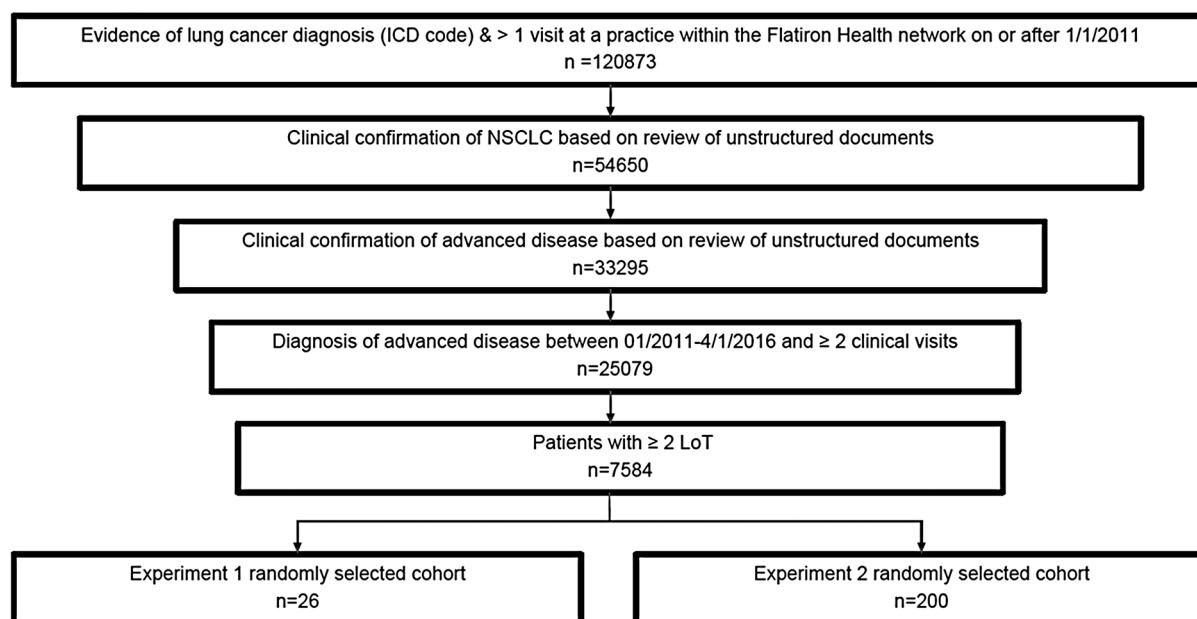 Evidence of lung cancer diagnosis (ICD code) & > 1 visit at a practice within the Flatiron Health network on or after 1/1/2011
n =120873
Clinical confirmation of NSCLC based on review of unstructured documents
n=54650
Clinical confirmation of advanced disease based on review of unstructured documents
n=33295
Diagnosis of advanced disease between 01/2011-4/1/2016 and ≥ 2 clinical visits
n=25079
Patients with ≥ 2 LoT
n=7584
Experiment 1 randomly selected cohort
n=26
Experiment 2 randomly selected cohort
n=200